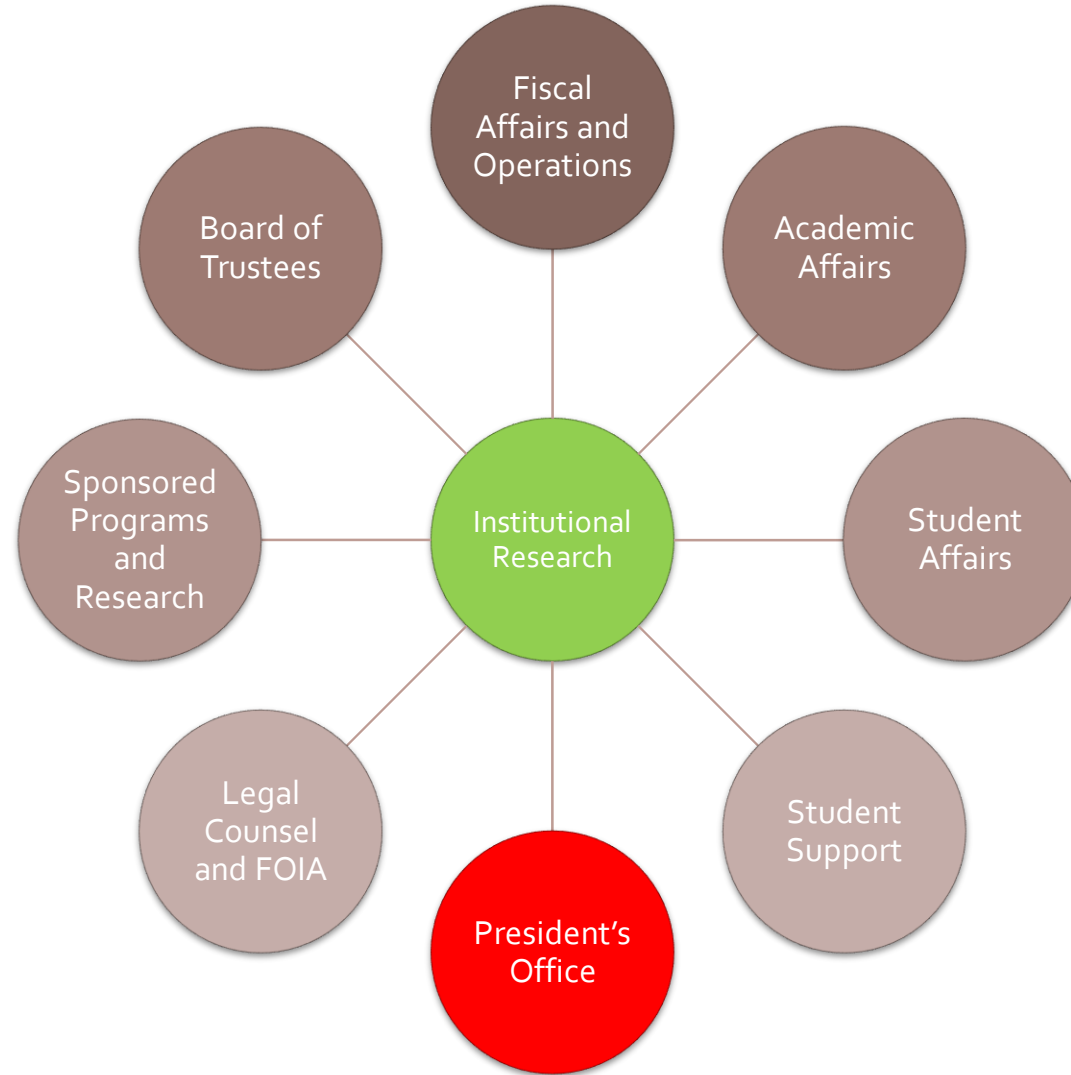 Fiscal
Affairs and
Operations
Board of
Trustees
Academic
Affairs
Sponsored
Programs
and
Research
Institutional
Research
Student
Affairs
Legal
Counsel
and FOIA
Student
Support
President’s
Office